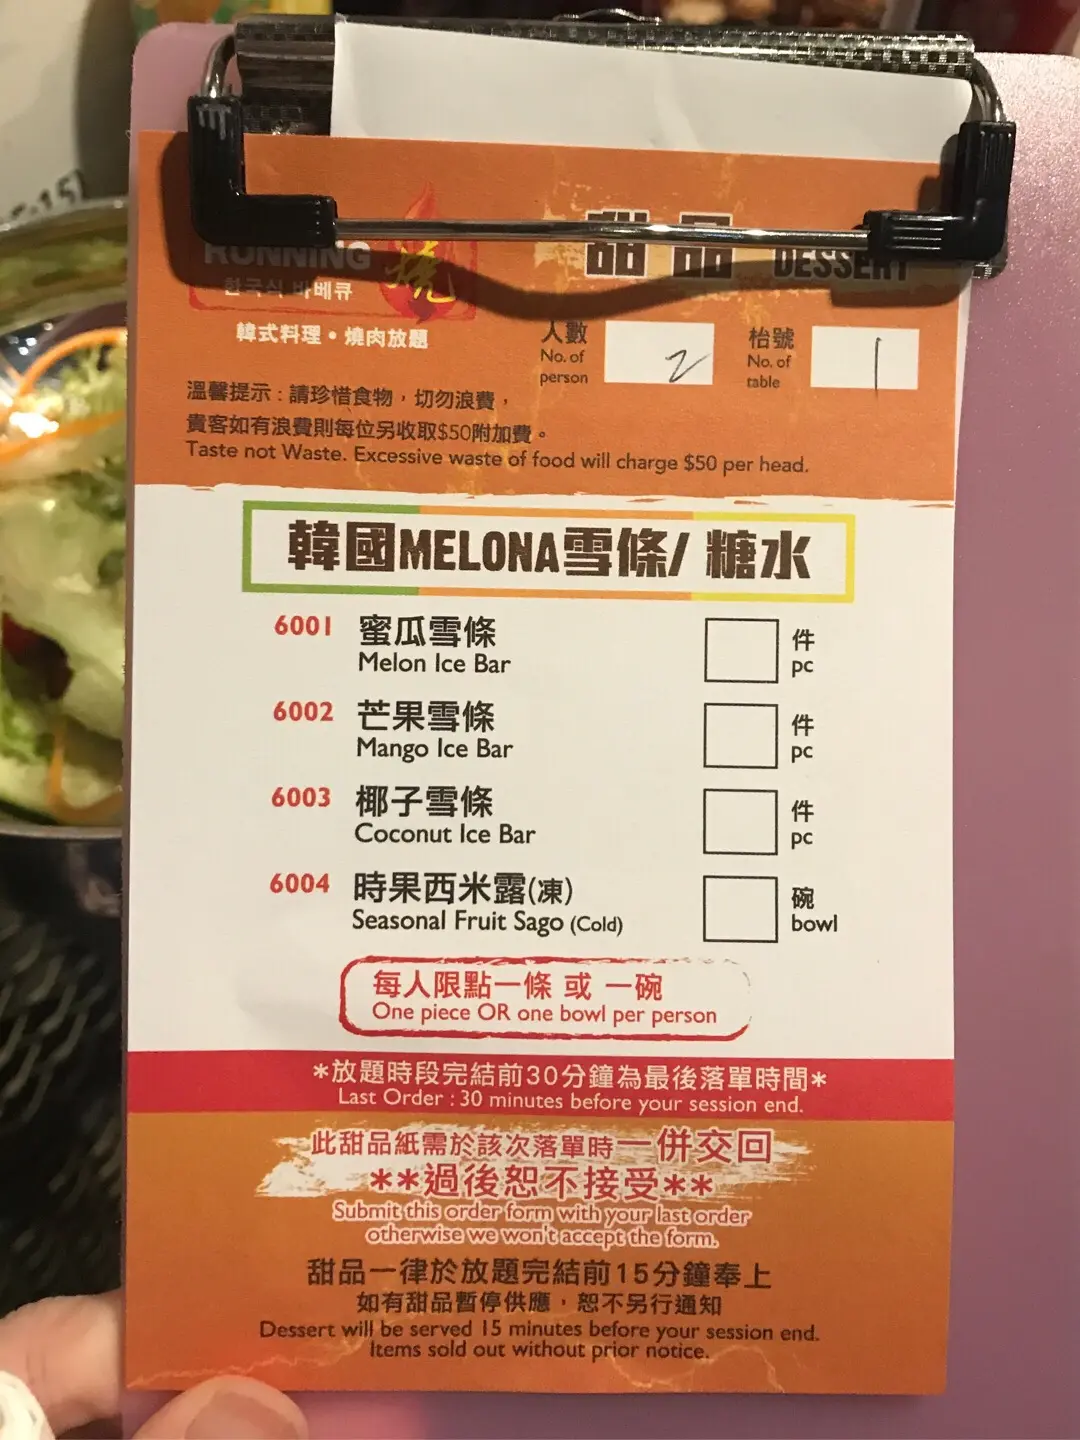 甜品 DESSERT
RUNNING
燒
한국식 바베큐
韓式料理•燒肉放題
人數
No. of
person
2
枱號
No. of
table
1
溫馨提示：請珍惜食物，切勿浪費，
貴客如有浪費則每位另收取$50附加費。
Taste not Waste. Excessive waste of food will charge $50 per head.
韓國MELONA雪條/ 糖水
6001 蜜瓜雪條 件
Melon Ice Bar pc
6002 芒果雪條 件
Mango Ice Bar pc
6003 椰子雪條 件
Coconut Ice Bar pc
6004 時果西米露(凍) 碗
Seasonal Fruit Sago (Cold) bowl
每人限點一條 或 一碗
One piece OR one bowl per person
*放題時段完結前30分鐘為最後落單時間*
Last Order : 30 minutes before your session end.
此甜品紙需於該次落單時一併交回
**過後恕不接受**
Submit this order form with your last order
otherwise we won't accept the form.
甜品一律於放題完結前15分鐘奉上
如有甜品暫停供應，恕不另行通知
Dessert will be served 15 minutes before your session end.
Items sold out without prior notice.